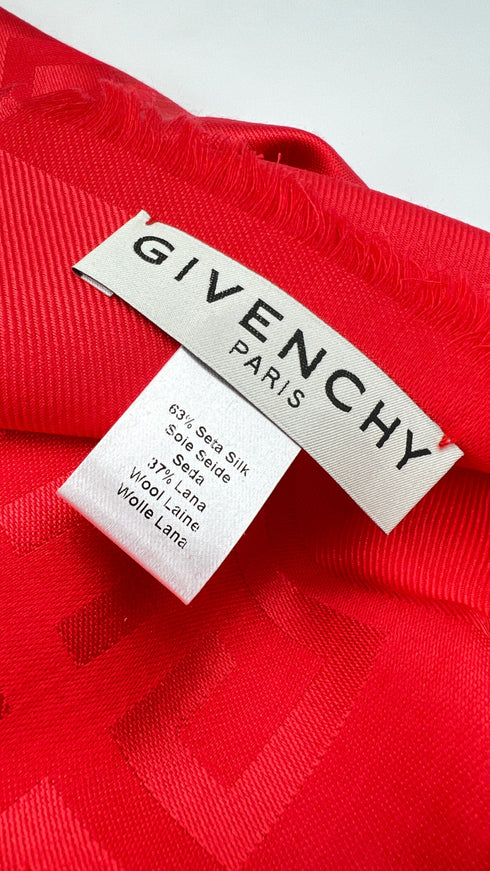 GIVENCHY
PARIS
63% Seta Silk
Soie Seide
Seda
37% Lana
Wool Laine
Wolle Lana